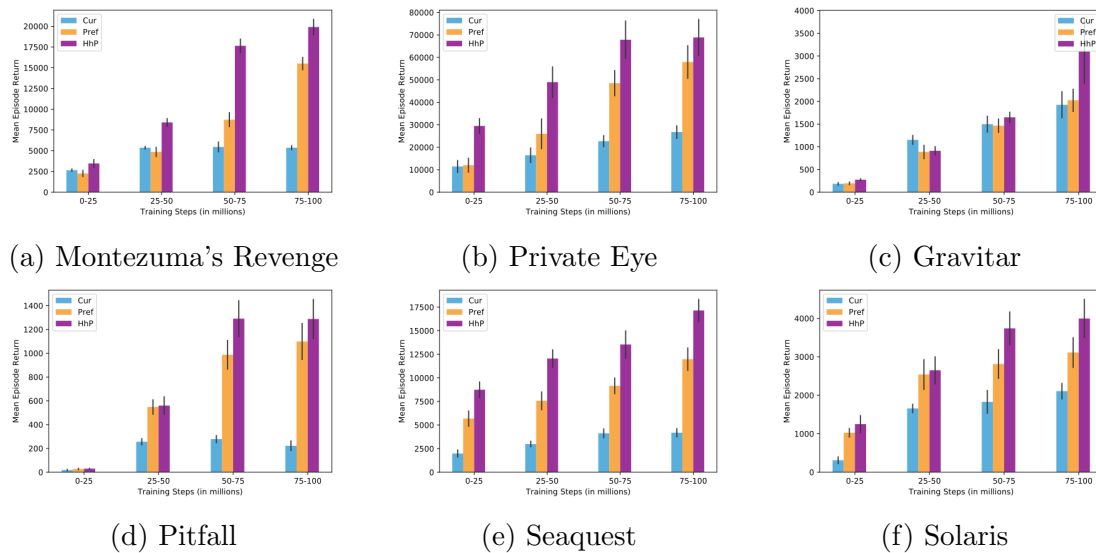 Mean Episode Return
20000
17500
15000
12500
10000
7500
5000
2500
0
Cur
Pref
HhP
0-25
25-50
50-75
75-100
Training Steps (in millions)
(a) Montezuma's Revenge
Mean Episode Return
80000
70000
60000
50000
40000
30000
20000
10000
0
Cur
Pref
HhP
0-25
25-50
50-75
75-100
Training Steps (in millions)
(b) Private Eye
Mean Episode Return
4000
3500
3000
2500
2000
1500
1000
500
0
Cur
Pref
HhP
0-25
25-50
50-75
75-100
Training Steps (in millions)
(c) Gravitar
Mean Episode Return
1400
1200
1000
800
600
400
200
0
Cur
Pref
HhP
0-25
25-50
50-75
75-100
Training Steps (in millions)
(d) Pitfall
Mean Episode Return
17500
15000
12500
10000
7500
5000
2500
0
Cur
Pref
HhP
0-25
25-50
50-75
75-100
Training Steps (in millions)
(e) Seaquest
Mean Episode Return
4000
3000
2000
1000
0
Cur
Pref
HhP
0-25
25-50
50-75
75-100
Training Steps (in millions)
(f) Solaris